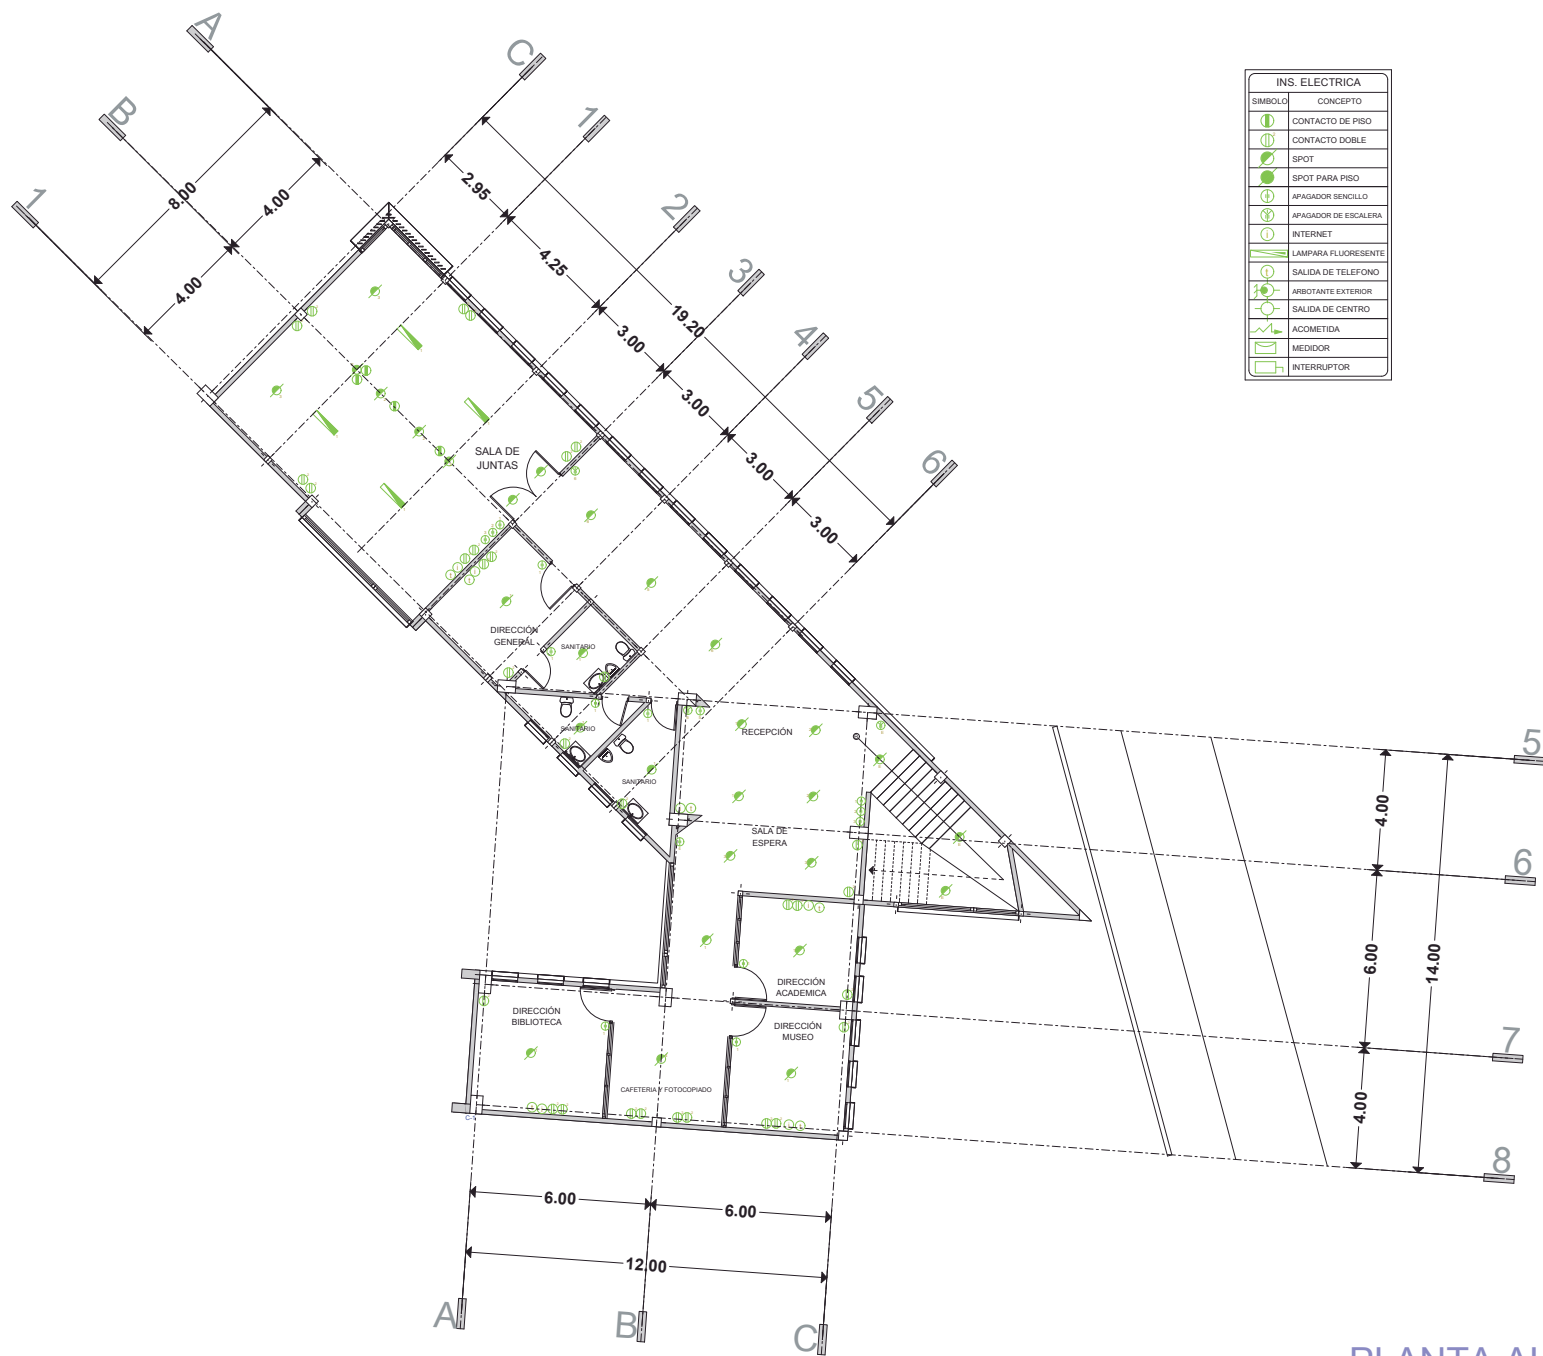 A
C
B
1
1
2
3
4
5
6
8.00
4.00
4.00
2.95
4.25
19.20
3.00
3.00
3.00
3.00
INS. ELECTRICA
SIMBOLO CONCEPTO
CONTACTO DE PISO
CONTACTO DOBLE
SPOT
SPOT PARA PISO
APAGADOR SENCILLO
APAGADOR DE ESCALERA
INTERNET
LAMPARA FLUORESENTE
SALIDA DE TELEFONO
ARBOTANTE EXTERIOR
SALIDA DE CENTRO
ACOMETIDA
MEDIDOR
INTERRUPTOR
SALA DE
JUNTAS
DIRECCIÓN
GENERAL
SANITARIO
SANITARIO
SANITARIO
RECEPCIÓN
SALA DE
ESPERA
DIRECCIÓN
ACADEMICA
DIRECCIÓN
MUSEO
DIRECCIÓN
BIBLIOTECA
CAFETERIA Y FOTOCOPIADO
5
4.00
6
6.00
14.00
7
4.00
8
6.00
6.00
12.00
A
B
C